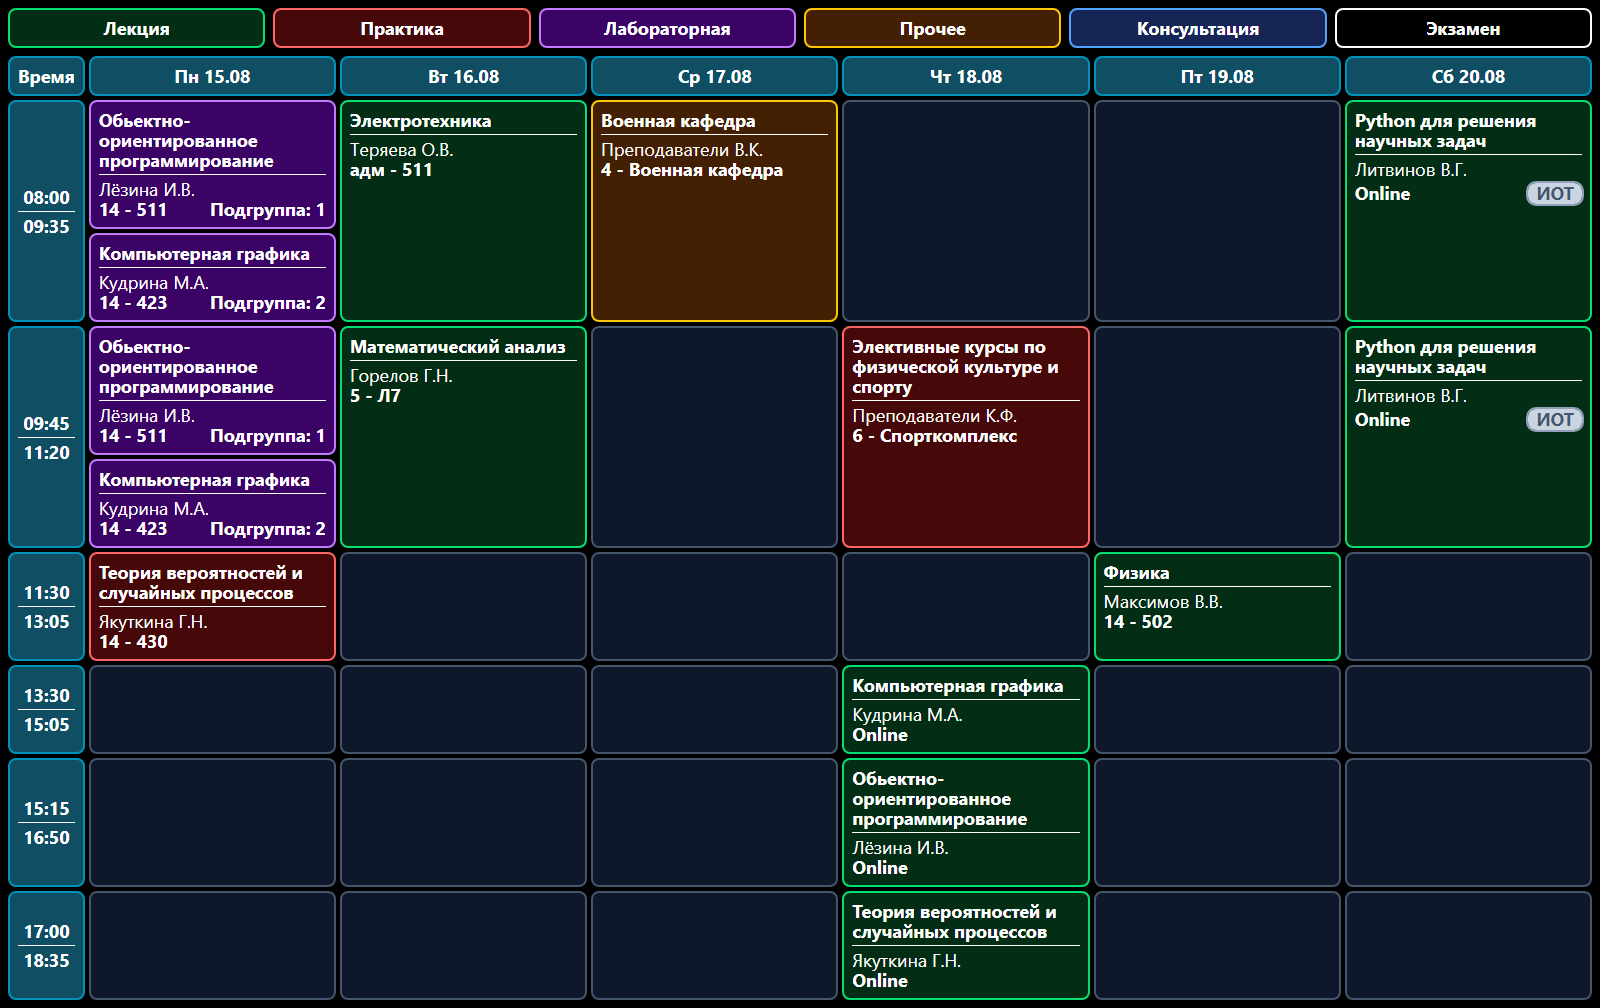 Лекция
Практика
Лабораторная
Прочее
Консультация
Экзамен
Время
Пн 15.08
Вт 16.08
Ср 17.08
Чт 18.08
Пт 19.08
Сб 20.08
08:00
09:35
Обьектно-
ориентированное
программирование
Лёзина И.В.
14 - 511 Подгруппа: 1
Компьютерная графика
Кудрина М.А.
14 - 423 Подгруппа: 2
Электротехника
Теряева О.В.
адм - 511
Военная кафедра
Преподаватели В.К.
4 - Военная кафедра
Python для решения
научных задач
Литвинов В.Г.
Online ИОТ
09:45
11:20
Обьектно-
ориентированное
программирование
Лёзина И.В.
14 - 511 Подгруппа: 1
Компьютерная графика
Кудрина М.А.
14 - 423 Подгруппа: 2
Математический анализ
Горелов Г.Н.
5 - Л7
Элективные курсы по
физической культуре и
спорту
Преподаватели К.Ф.
6 - Спорткомплекс
Python для решения
научных задач
Литвинов В.Г.
Online ИОТ
11:30
13:05
Теория вероятностей и
случайных процессов
Якуткина Г.Н.
14 - 430
Физика
Максимов В.В.
14 - 502
13:30
15:05
Компьютерная графика
Кудрина М.А.
Online
15:15
16:50
Обьектно-
ориентированное
программирование
Лёзина И.В.
Online
17:00
18:35
Теория вероятностей и
случайных процессов
Якуткина Г.Н.
Online